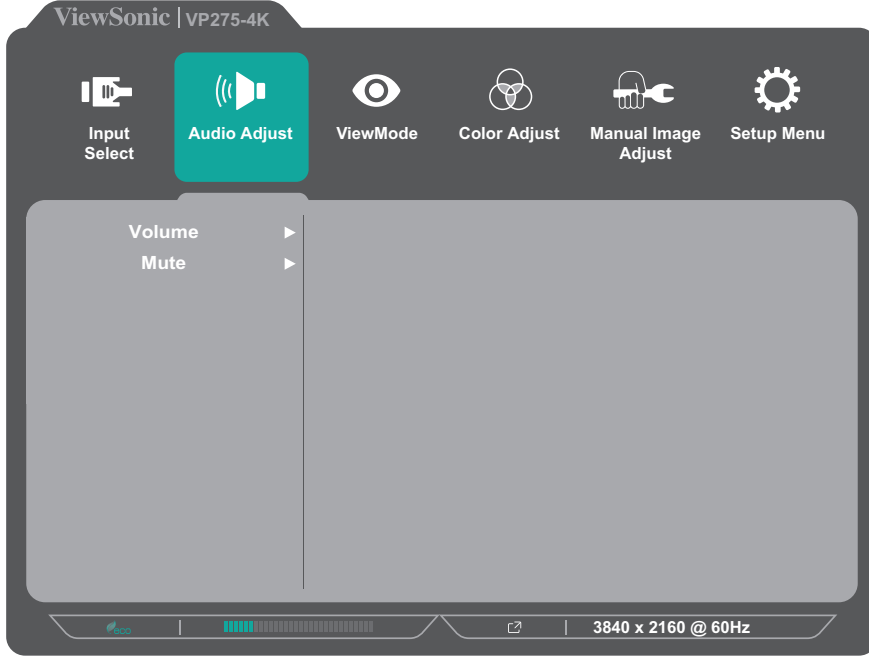 ViewSonic | VP275-4K
Input Select
Audio Adjust
ViewMode
Color Adjust
Manual Image Adjust
Setup Menu
Volume
Mute
eco
3840 x 2160 @ 60Hz